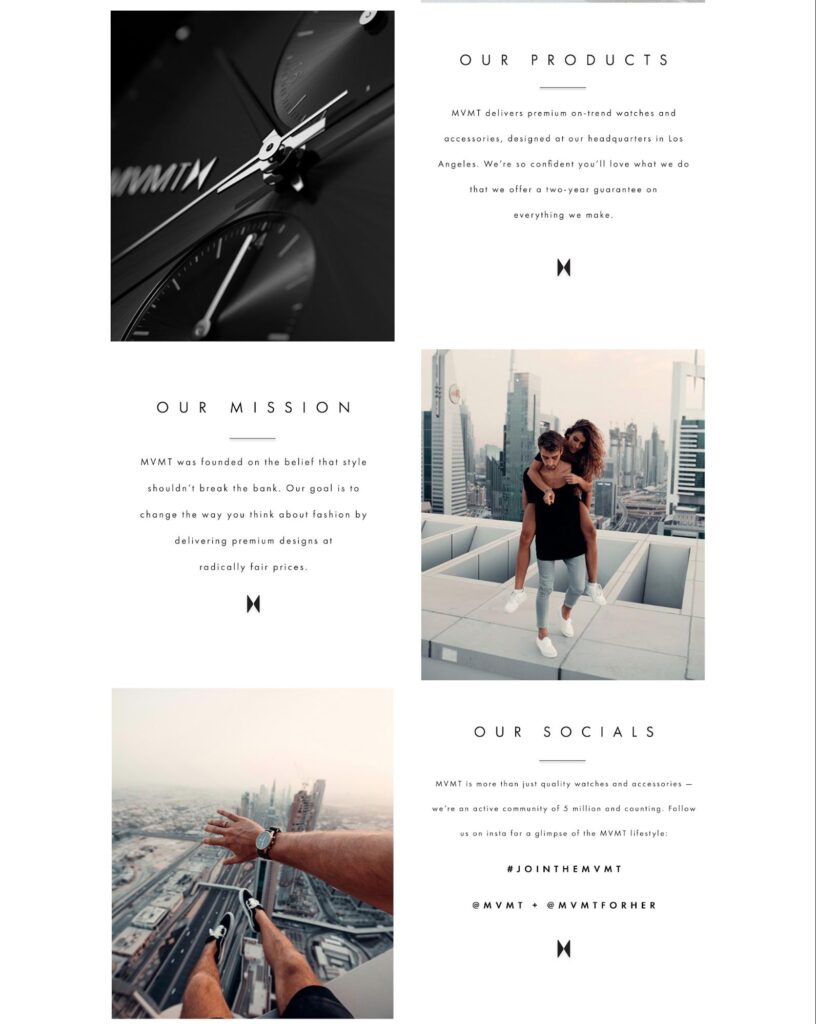 MVMT
24
OUR PRODUCTS
MVMT delivers premium on-trend watches and
accessories, designed at our headquarters in Los
Angeles. We're so confident you'll love what we do
that we offer a two-year guarantee on
everything we make.
OUR MISSION
MVMT was founded on the belief that style
shouldn't break the bank. Our goal is to
change the way you think about fashion by
delivering premium designs at
radically fair prices.
OUR SOCIALS
MVMT is more than just quality watches and accessories —
we're an active community of 5 million and counting. Follow
us on insta for a glimpse of the MVMT lifestyle:
#JOINTHEMVMT
@MVMT + @MVMTFORHER